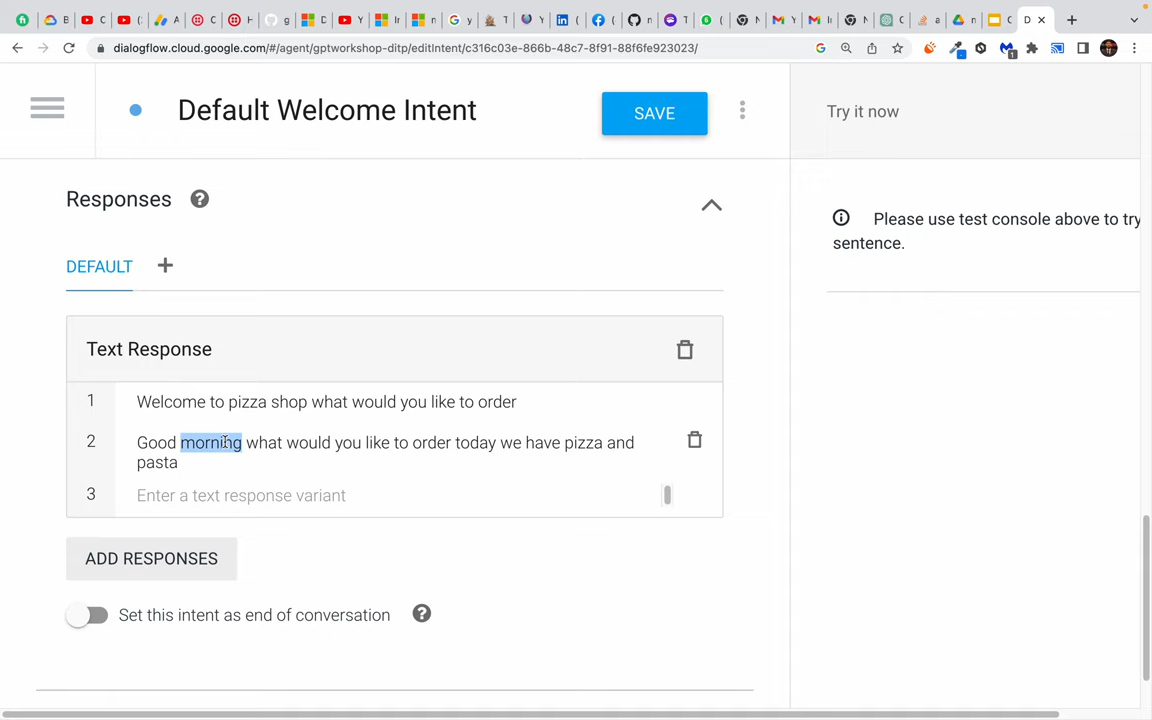 dialogflow.cloud.google.com/#/agent/gptworkshop-ditp/editIntent/c316c03e-866b-48c7-8f91-88f6fe923023/
Default Welcome Intent
SAVE
Try it now
Responses
Please use test console above to try
sentence.
DEFAULT
Text Response
1 Welcome to pizza shop what would you like to order
2 Good morning what would you like to order today we have pizza and
pasta
3 Enter a text response variant
ADD RESPONSES
Set this intent as end of conversation